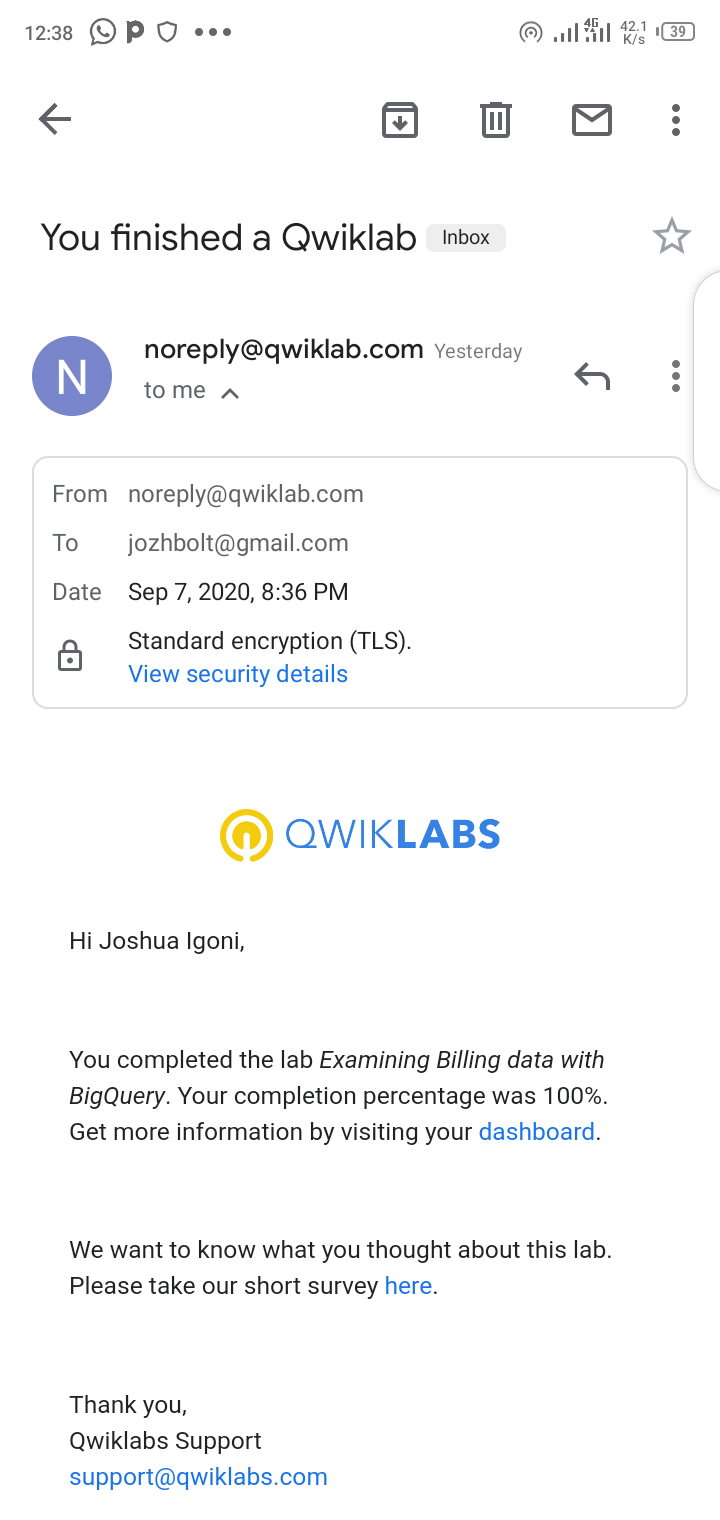 12:38
4G
42.1
K/s
39
You finished a Qwiklab Inbox
N
noreply@qwiklab.com Yesterday
to me
From noreply@qwiklab.com
To jozhbolt@gmail.com
Date Sep 7, 2020, 8:36 PM
Standard encryption (TLS).
View security details
QWIKLABS
Hi Joshua Igoni,
You completed the lab Examining Billing data with
BigQuery. Your completion percentage was 100%.
Get more information by visiting your dashboard.
We want to know what you thought about this lab.
Please take our short survey here.
Thank you,
Qwiklabs Support
support@qwiklabs.com